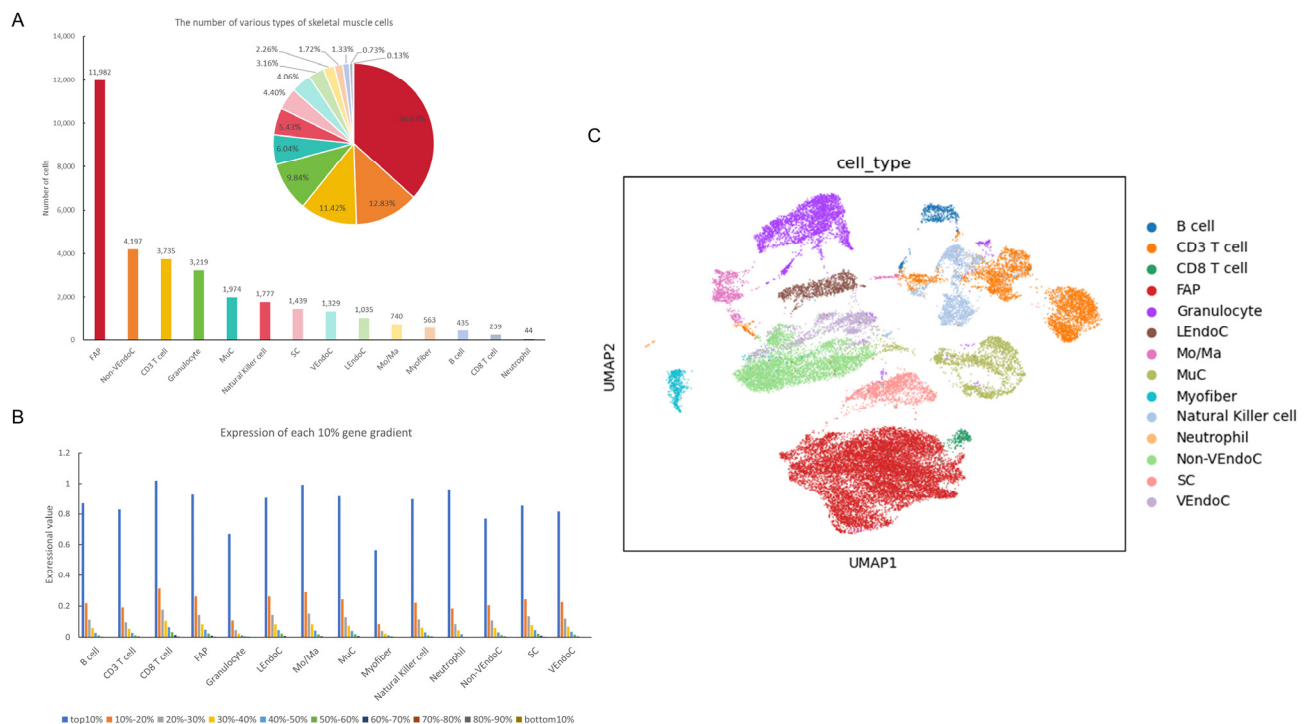 A
The number of various types of skeletal muscle cells
14,000
12,000
10,000
8,000
6,000
4,000
2,000
0
Number of cells
11,982
4,197
3,735
3,219
1,974
1,777
1,439
1,329
1,035
740
563
435
44
FAP
Non-VEndoC
CD3 T cell
Granulocyte
MuC
Natural Killer cell
SC
VEndoC
LEndoC
Mo/Ma
Myofiber
B cell
CD8 T cell
Neutrophil
12.83%
11.42%
9.84%
6.04%
5.43%
4.40%
4.06%
3.16%
2.26%
1.72%
1.33%
0.73%
0.13%
B
Expression of each 10% gene gradient
1.2
1
0.8
0.6
0.4
0.2
0
Expressional value
B cell
CD3 T cell
CD8 T cell
FAP
Granulocyte
LEndoC
Mo/Ma
MuC
Myofiber
Natural Killer cell
Neutrophil
Non-VEndoC
SC
VEndoC
top10% 10%-20% 20%-30% 30%-40% 40%-50% 50%-60% 60%-70% 70%-80% 80%-90% bottom10%
C
cell_type
UMAP2
UMAP1
B cell
CD3 T cell
CD8 T cell
FAP
Granulocyte
LEndoC
Mo/Ma
MuC
Myofiber
Natural Killer cell
Neutrophil
Non-VEndoC
SC
VEndoC